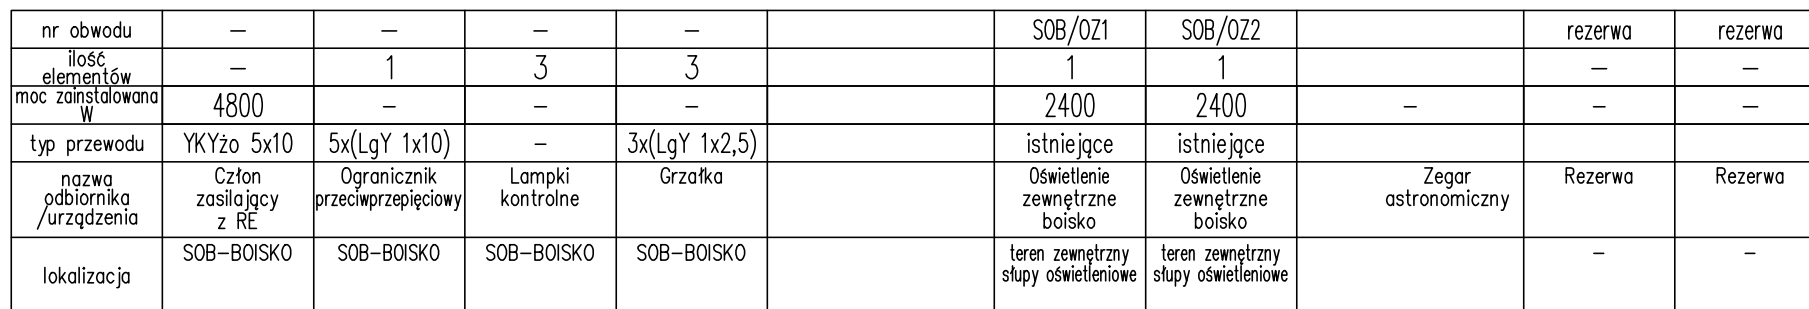 nr obwodu — — — — SOB/OZ1 SOB/OZ2 rezerwa rezerwa
ilość
elementów — 1 3 3 1 1 — —
moc zainstalowana
W 4800 — — — 2400 2400 — — —
typ przewodu YKYżo 5x10 5x(LgY 1x10) — 3x(LgY 1x2,5) istniejące istniejące
nazwa
odbiornika
/urządzenia
Człon
zasilający
z RE
Ogranicznik
przeciwprzepięciowy
Lampki
kontrolne
Grzałka
Oświetlenie
zewnętrzne
boisko
Oświetlenie
zewnętrzne
boisko
Zegar
astronomiczny
Rezerwa
Rezerwa
lokalizacja
SOB–BOISKO
SOB–BOISKO
SOB–BOISKO
SOB–BOISKO
teren zewnętrzny
słupy oświetleniowe
teren zewnętrzny
słupy oświetleniowe
—
—